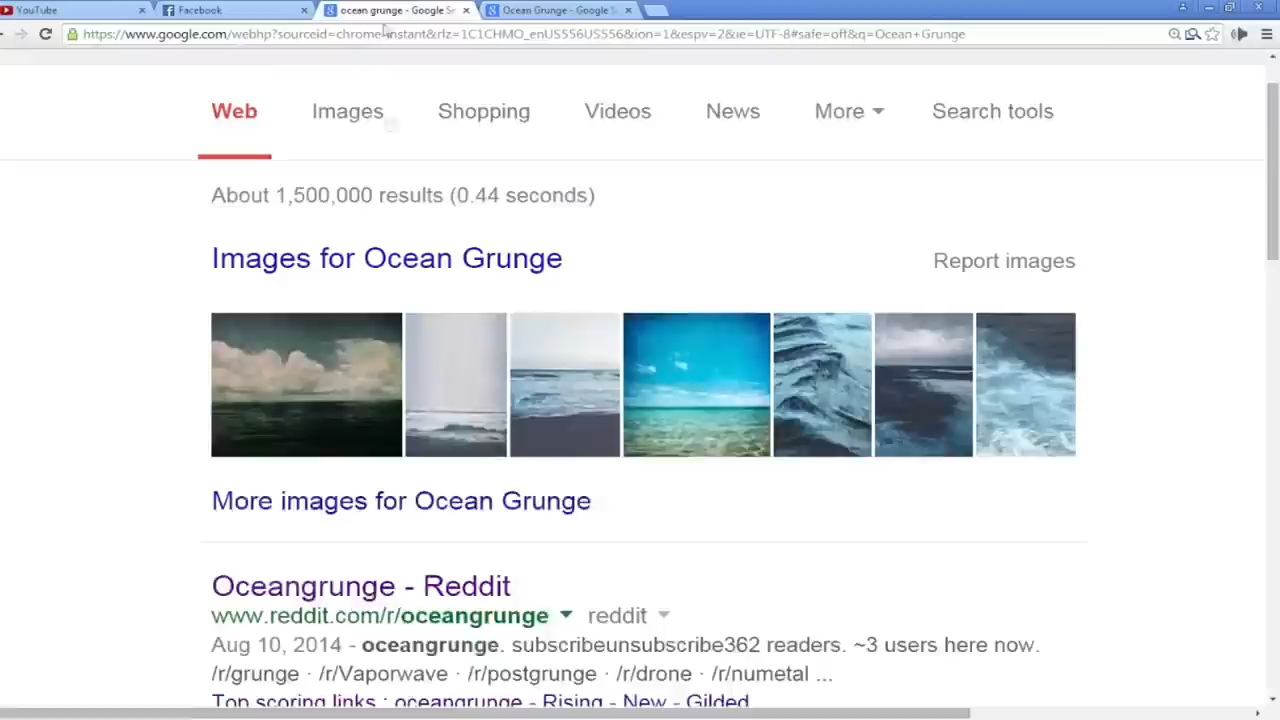 YouTube Facebook ocean grunge - Google Se Ocean Grunge - Google S
https://www.google.com/webhp?sourceid=chrome-instant&rlz=1C1CHMO_enUS556US556&ion=1&espv=2&ie=UTF-8#safe=off&q=Ocean+Grunge
Web Images Shopping Videos News More Search tools
About 1,500,000 results (0.44 seconds)
Images for Ocean Grunge Report images
More images for Ocean Grunge
Oceangrunge - Reddit
www.reddit.com/r/oceangrunge reddit
Aug 10, 2014 - oceangrunge. subscribeunsubscribe362 readers. ~3 users here now.
/r/grunge · /r/Vaporwave · /r/postgrunge · /r/drone · /r/numetal ...
Top scoring links : oceangrunge - Rising - New - Gilded